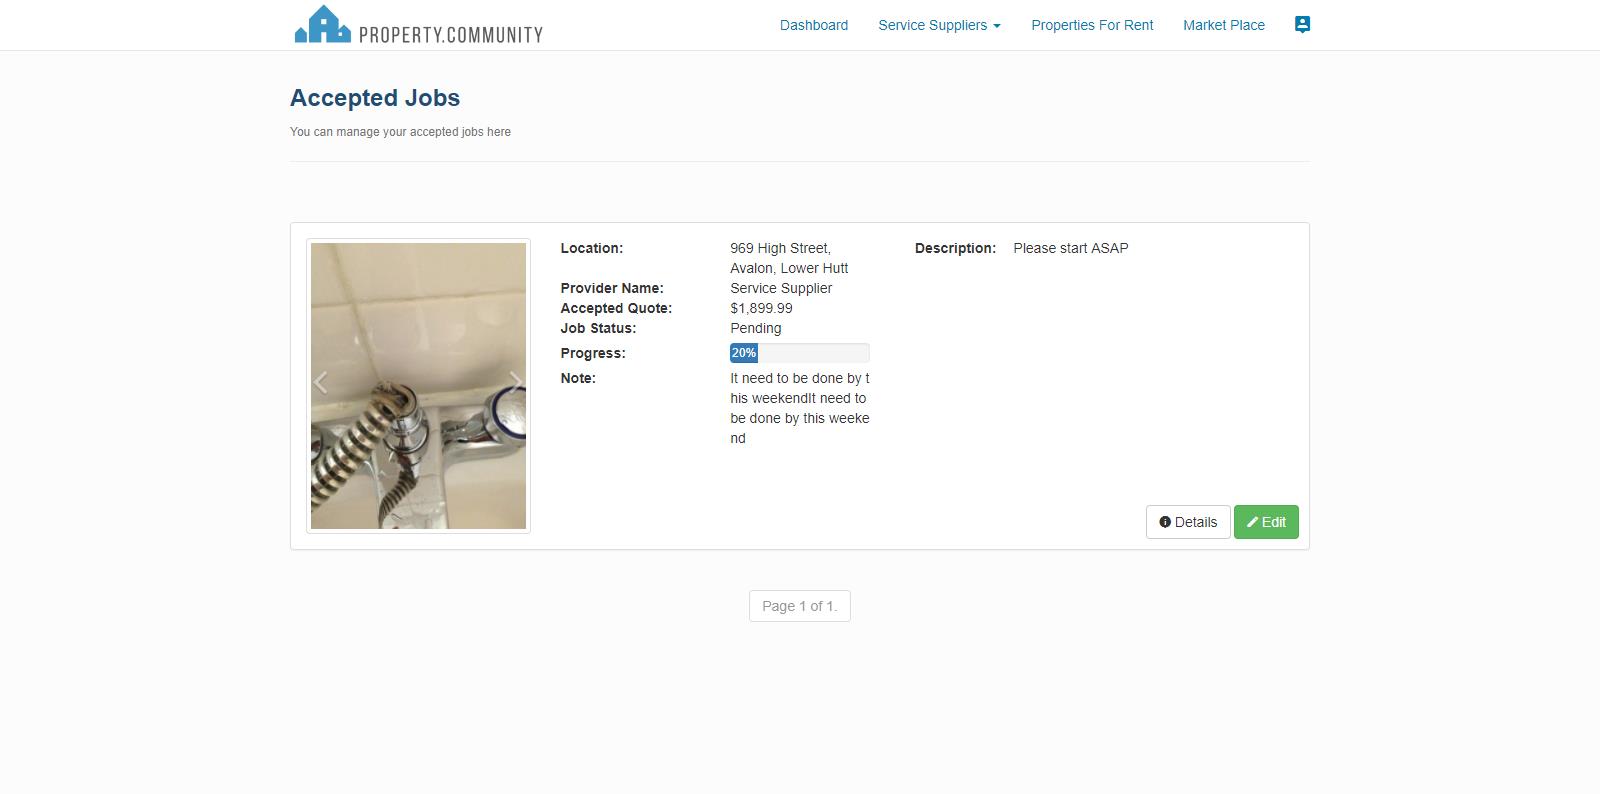 PROPERTY.COMMUNITY
Dashboard
Service Suppliers
Properties For Rent
Market Place
Accepted Jobs
You can manage your accepted jobs here
Location:
969 High Street,
Avalon, Lower Hutt
Provider Name:
Service Supplier
Accepted Quote:
$1,899.99
Job Status:
Pending
Progress:
20%
Note:
It need to be done by t
his weekendIt need to
be done by this weeke
nd
Description:
Please start ASAP
Details
Edit
Page 1 of 1.